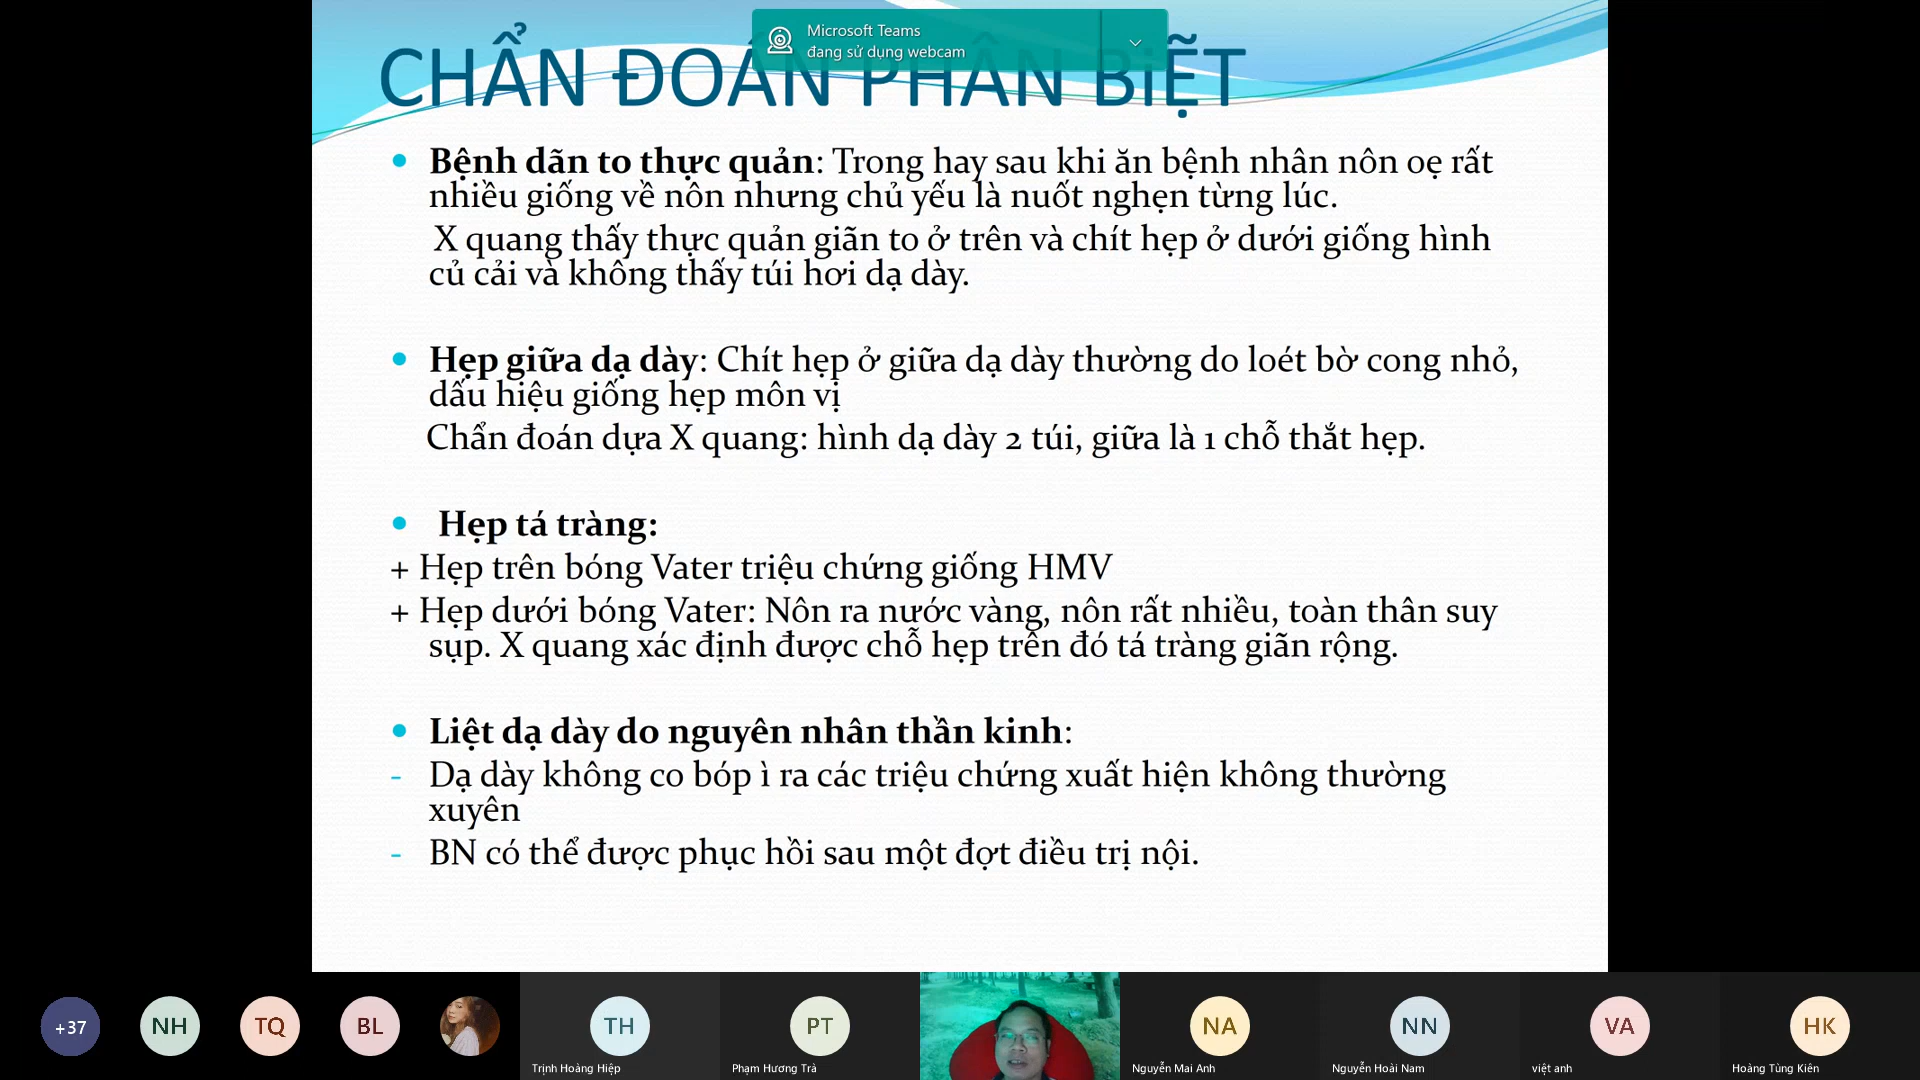 Microsoft Teams
đang sử dụng webcam
CHẨN ĐOÁN PHÂN BIỆT
Bệnh dãn to thực quản: Trong hay sau khi ăn bệnh nhân nôn oẹ rất
nhiều giống về nôn nhưng chủ yếu là nuốt nghẹn từng lúc.
X quang thấy thực quản giãn to ở trên và chít hẹp ở dưới giống hình
củ cải và không thấy túi hơi dạ dày.
Hẹp giữa dạ dày: Chít hẹp ở giữa dạ dày thường do loét bờ cong nhỏ,
dấu hiệu giống hẹp môn vị
Chẩn đoán dựa X quang: hình dạ dày 2 túi, giữa là 1 chỗ thắt hẹp.
Hẹp tá tràng:
+ Hẹp trên bóng Vater triệu chứng giống HMV
+ Hẹp dưới bóng Vater: Nôn ra nước vàng, nôn rất nhiều, toàn thân suy
sụp. X quang xác định được chỗ hẹp trên đó tá tràng giãn rộng.
Liệt dạ dày do nguyên nhân thần kinh:
- Dạ dày không co bóp ì ra các triệu chứng xuất hiện không thường
xuyên
- BN có thể được phục hồi sau một đợt điều trị nội.
+37 NH TQ BL TH PT NA NN VA HK
Trịnh Hoàng Hiệp Phạm Hương Trà Nguyễn Mai Anh Nguyễn Hoài Nam việt anh Hoàng Tùng Kiên